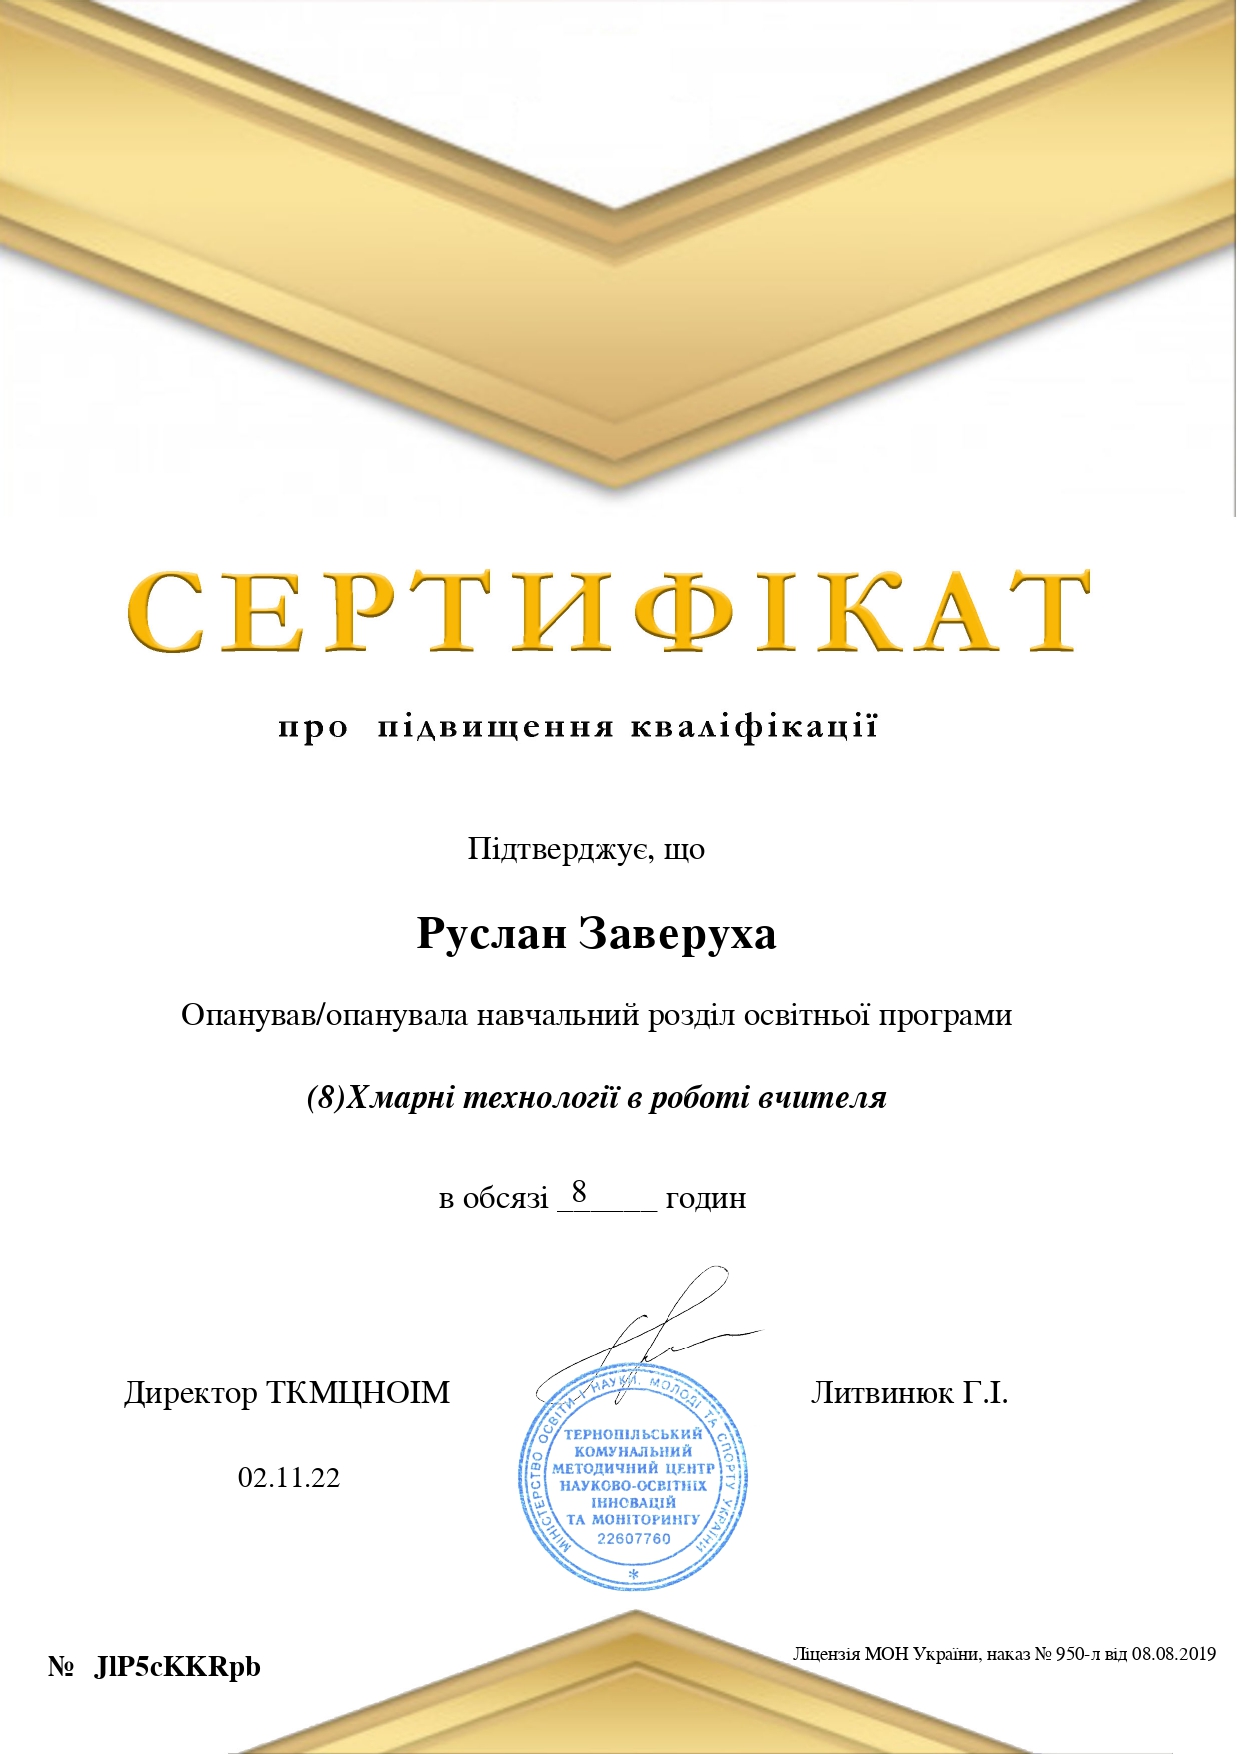 СЕРТИФІКАТ
про підвищення кваліфікації
Підтверджує, що
Руслан Заверуха
Опанував/опанувала навчальний розділ освітньої програми
(8)Хмарні технології в роботі вчителя
в обсязі __8____ годин
Директор ТКМЦНОІМ
Литвинюк Г.І.
02.11.22
МІНІСТЕРСТВО ОСВІТИ І НАУКИ, МОЛОДІ ТА СПОРТУ УКРАЇНИ
ТЕРНОПІЛЬСЬКИЙ
КОМУНАЛЬНИЙ
МЕТОДИЧНИЙ ЦЕНТР
НАУКОВО-ОСВІТНІХ
ІННОВАЦІЙ
ТА МОНІТОРИНГУ
22607760
*
№ JlP5cKKRpb
Ліцензія МОН України, наказ № 950-л від 08.08.2019